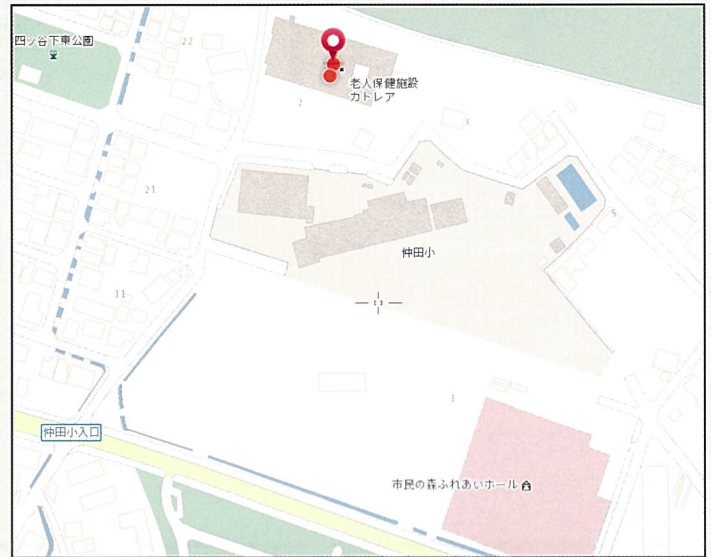 四ッ谷下東公園
22
老人保健施設
カトレア
2
3
21
5
仲田小
11
1
仲田小入口
市民の森ふれあいホール